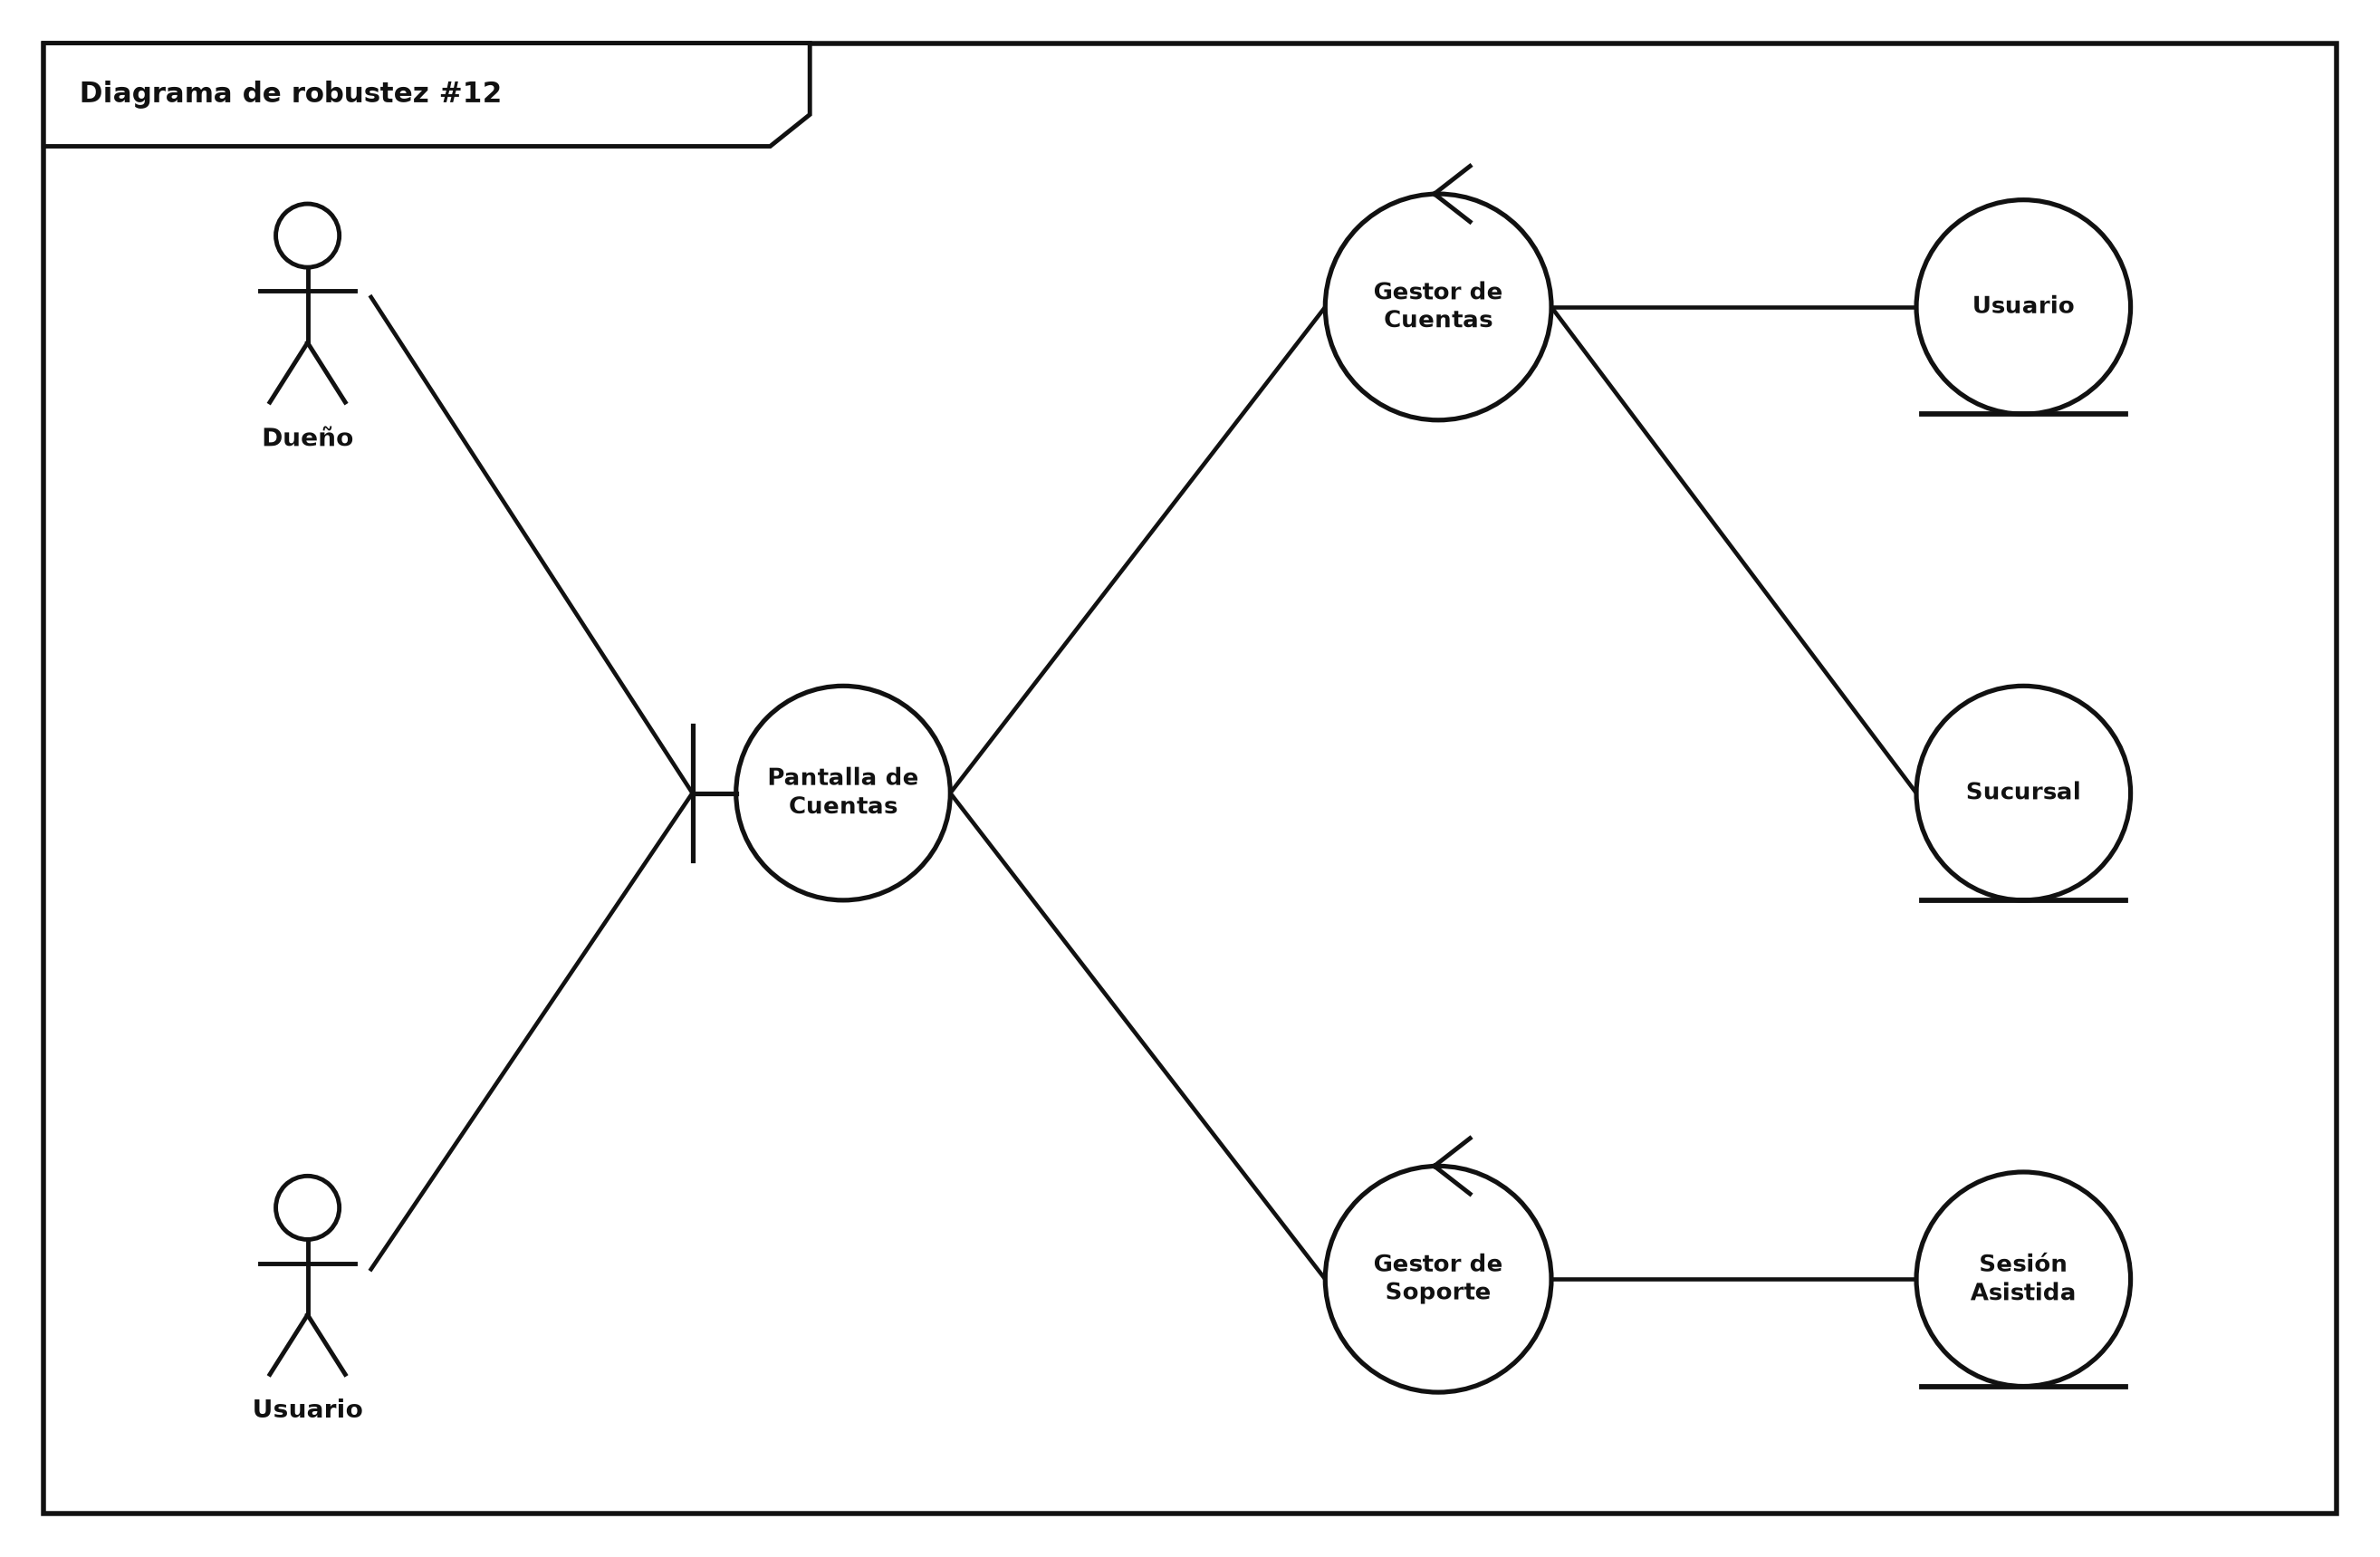 Diagrama de robustez #12
Dueño
Gestor de
Cuentas
Usuario
Pantalla de
Cuentas
Sucursal
Usuario
Gestor de
Soporte
Sesión
Asistida